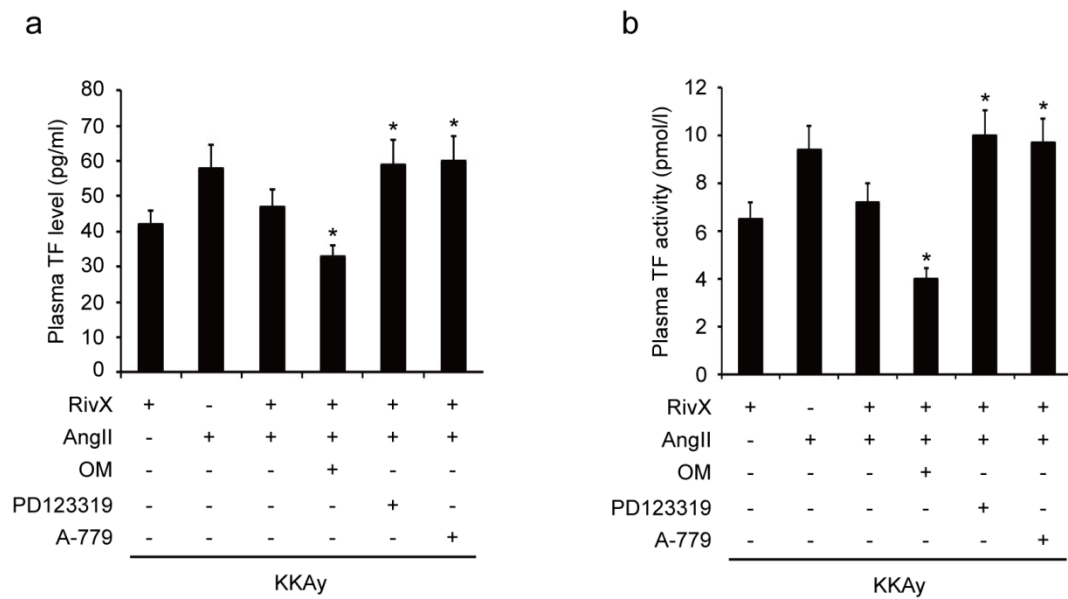 a
Plasma TF level (pg/ml)
80
70
60
50
40
30
20
10
0
*
*
*
RivX + - + + + +
AngII - + + + + +
OM - - - + - -
PD123319 - - - - + -
A-779 - - - - - +
KKAy
b
Plasma TF activity (pmol/l)
12
10
8
6
4
2
0
*
*
*
RivX + - + + + +
AngII - + + + + +
OM - - - + - -
PD123319 - - - - + -
A-779 - - - - - +
KKAy